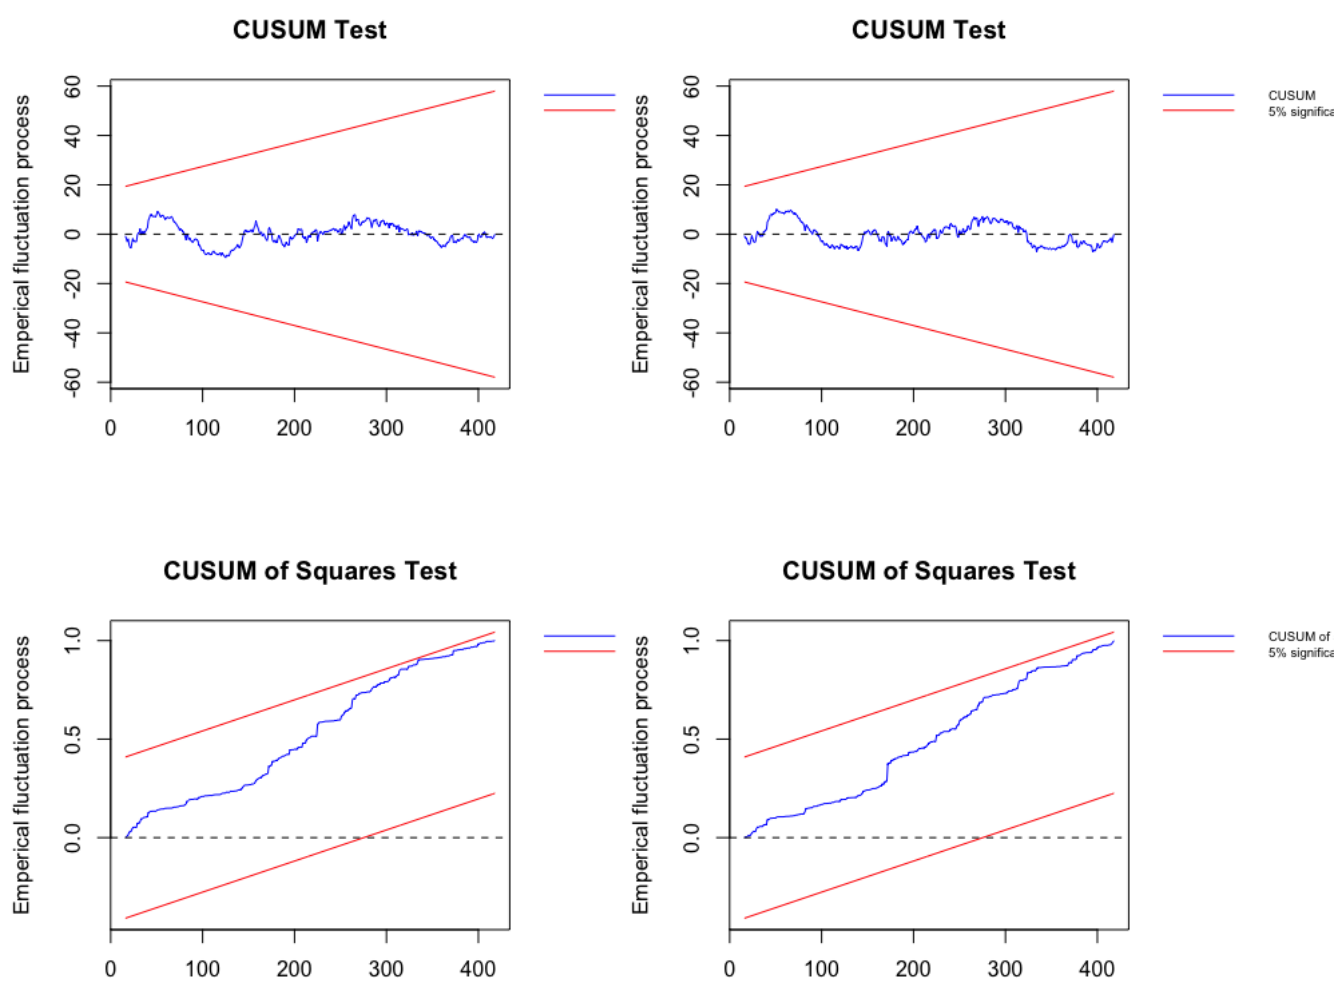 CUSUM Test
Emperical fluctuation process
60
40
20
0
-20
-40
-60
0 100 200 300 400
CUSUM Test
Emperical fluctuation process
60
40
20
0
-20
-40
-60
0 100 200 300 400
CUSUM
5% significa
CUSUM of Squares Test
Emperical fluctuation process
1.0
0.5
0.0
0 100 200 300 400
CUSUM of Squares Test
Emperical fluctuation process
1.0
0.5
0.0
0 100 200 300 400
CUSUM of
5% significa